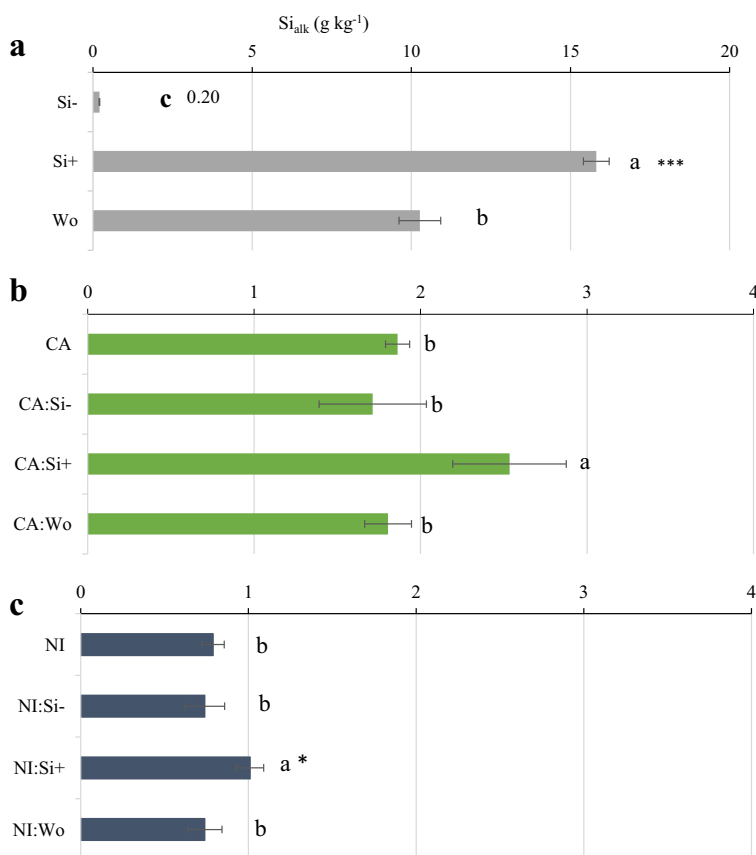 Si_alk (g kg⁻¹)
a
0 5 10 15 20
Si-
c 0.20
Si+
a ***
Wo
b
b
0 1 2 3 4
CA
b
CA:Si-
b
CA:Si+
a
CA:Wo
b
c
0 1 2 3 4
NI
b
NI:Si-
b
NI:Si+
a *
NI:Wo
b